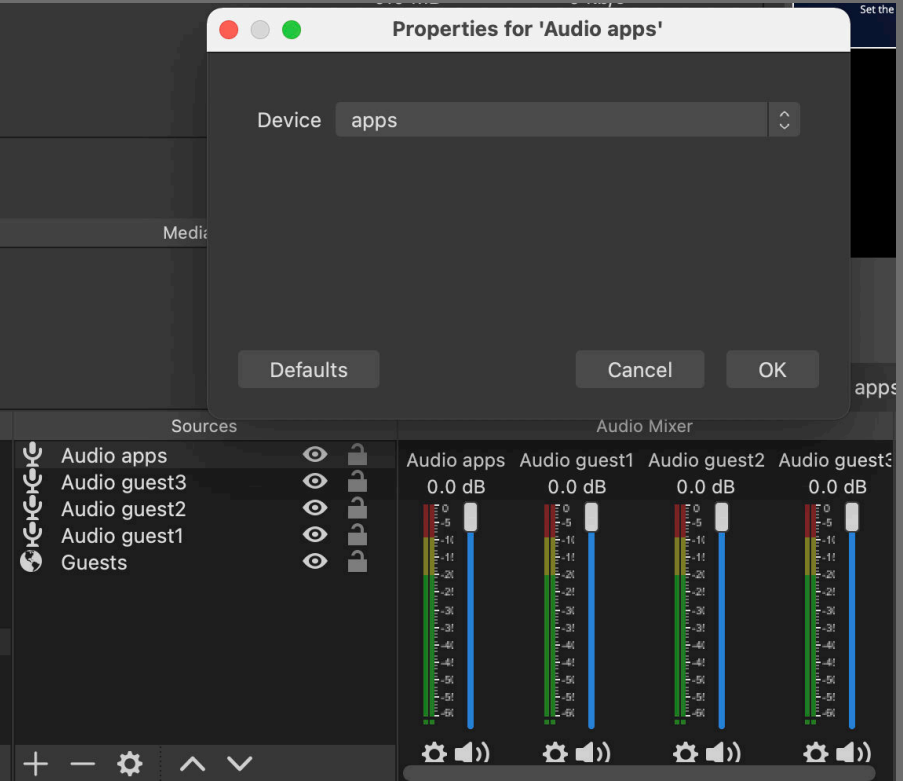 Set the
Properties for 'Audio apps'
Device
apps
Media
Defaults
Cancel
OK
apps
Sources
Audio Mixer
Audio apps
Audio guest3
Audio guest2
Audio guest1
Guests
Audio apps Audio guest1 Audio guest2 Audio guest3
0.0 dB 0.0 dB 0.0 dB 0.0 dB